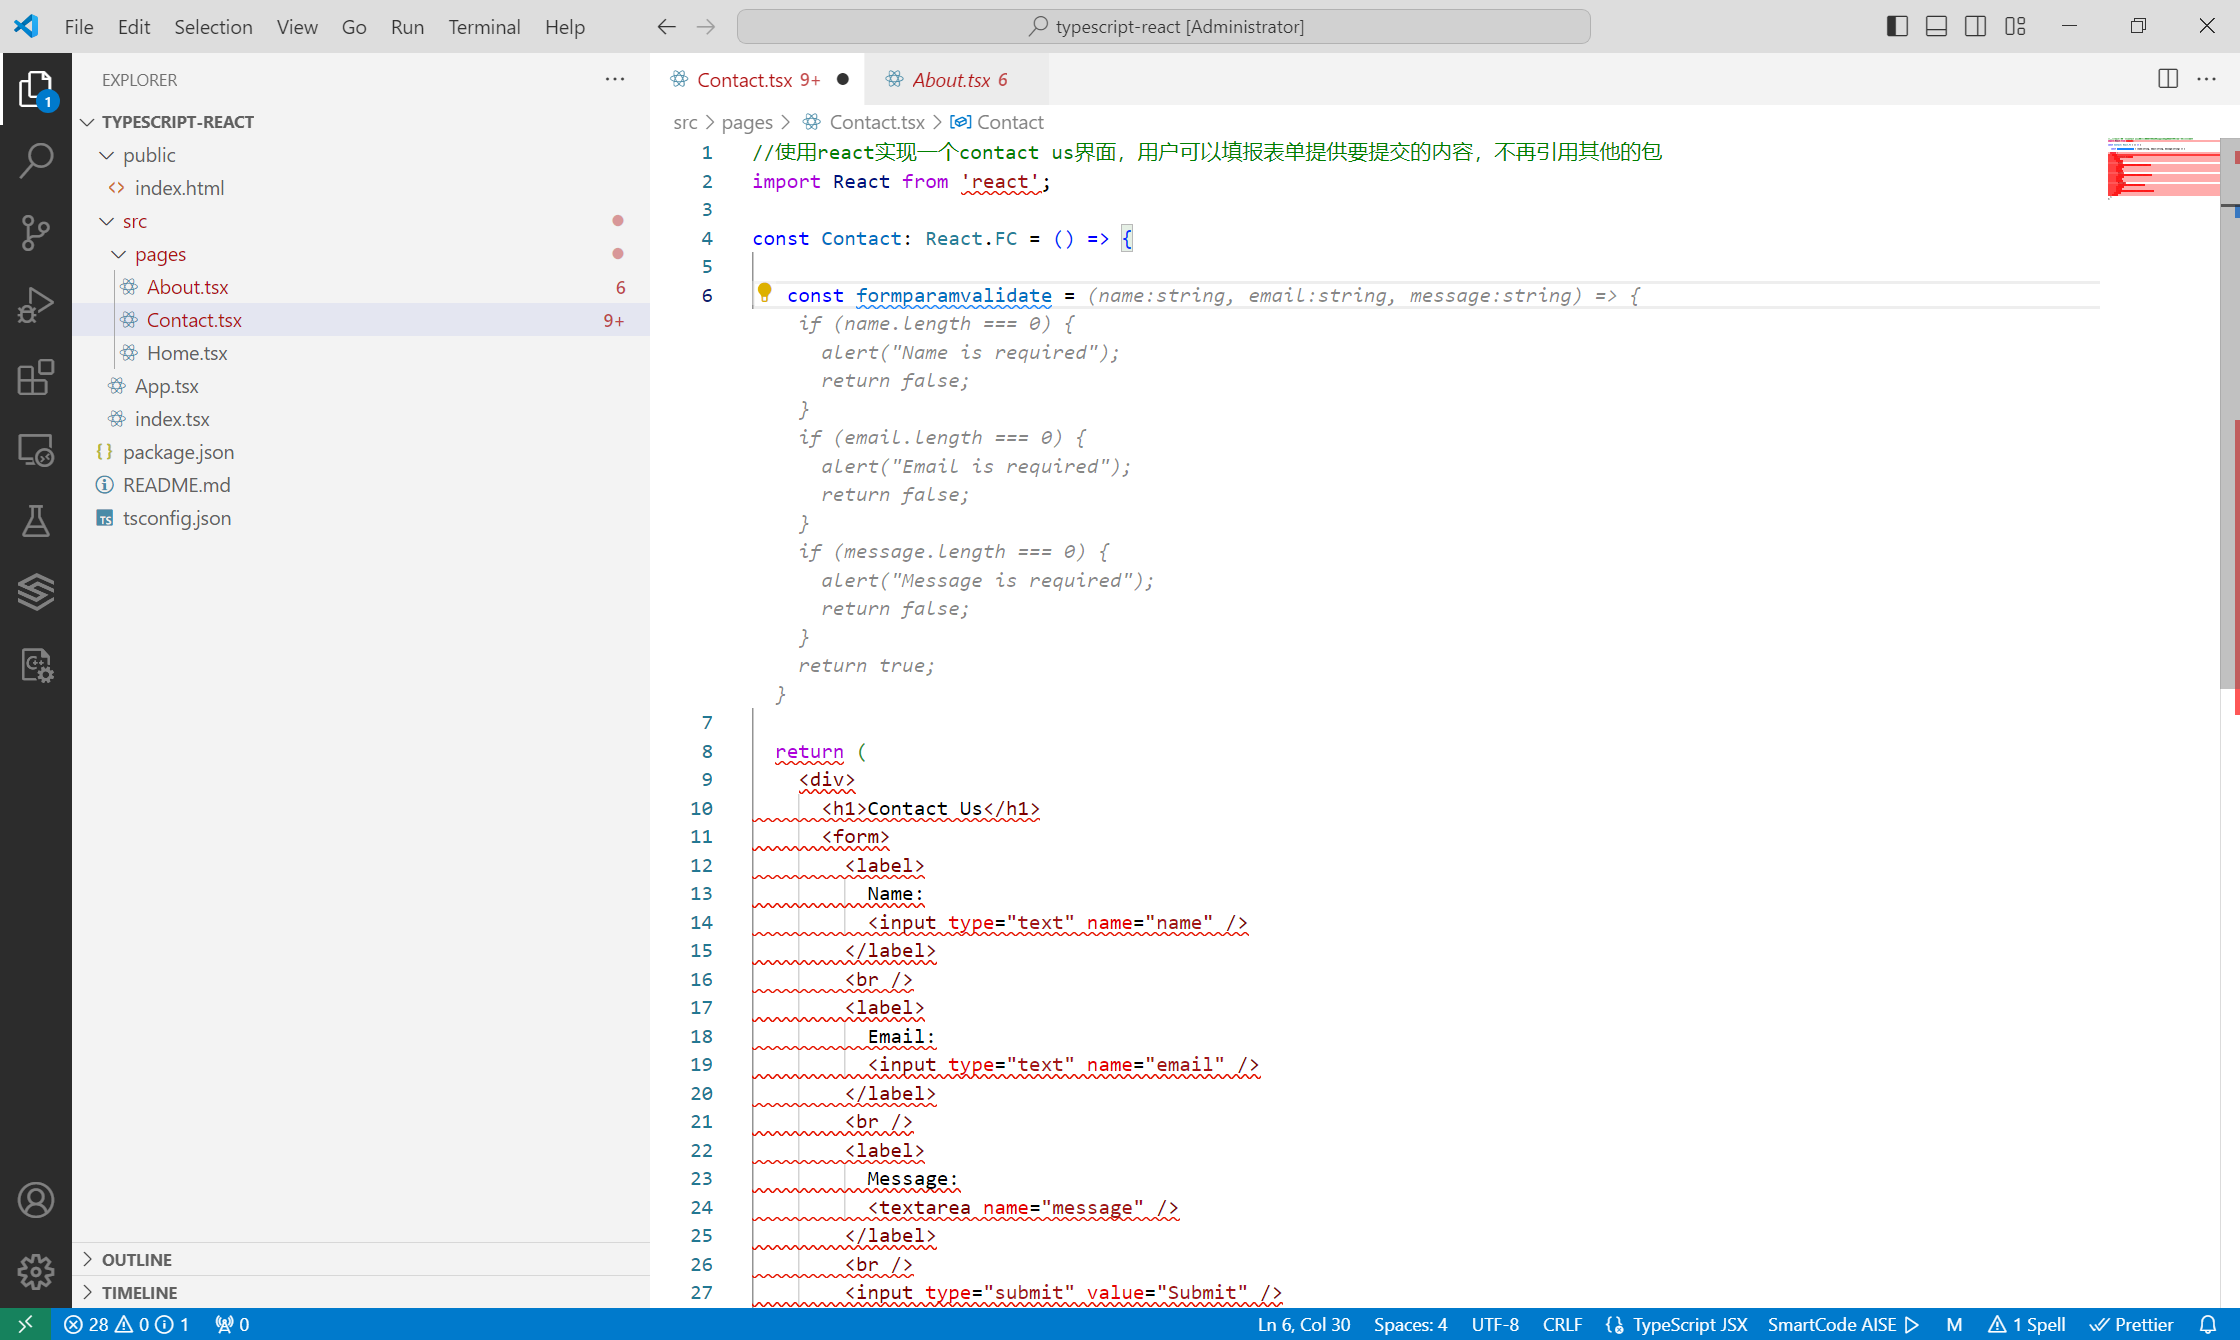 File Edit Selection View Go Run Terminal Help
typescript-react [Administrator]
1
EXPLORER
TYPESCRIPT-REACT
public
index.html
src
pages
About.tsx 6
Contact.tsx 9+
Home.tsx
App.tsx
index.tsx
package.json
README.md
tsconfig.json
OUTLINE
TIMELINE
Contact.tsx 9+
About.tsx 6
src > pages > Contact.tsx > Contact
1 //使用react实现一个contact us界面，用户可以填报表单提供要提交的内容，不再引用其他的包
2 import React from 'react';
3
4 const Contact: React.FC = () => {
5
6 const formparamvalidate = (name:string, email:string, message:string) => {
if (name.length === 0) {
alert("Name is required");
return false;
}
if (email.length === 0) {
alert("Email is required");
return false;
}
if (message.length === 0) {
alert("Message is required");
return false;
}
return true;
}
7
8 return (
9 <div>
10 <h1>Contact Us</h1>
11 <form>
12 <label>
13 Name:
14 <input type="text" name="name" />
15 </label>
16 <br />
17 <label>
18 Email:
19 <input type="text" name="email" />
20 </label>
21 <br />
22 <label>
23 Message:
24 <textarea name="message" />
25 </label>
26 <br />
27 <input type="submit" value="Submit" />
28 0 1 0 Ln 6, Col 30 Spaces: 4 UTF-8 CRLF TypeScript JSX SmartCode AISE M 1 Spell Prettier